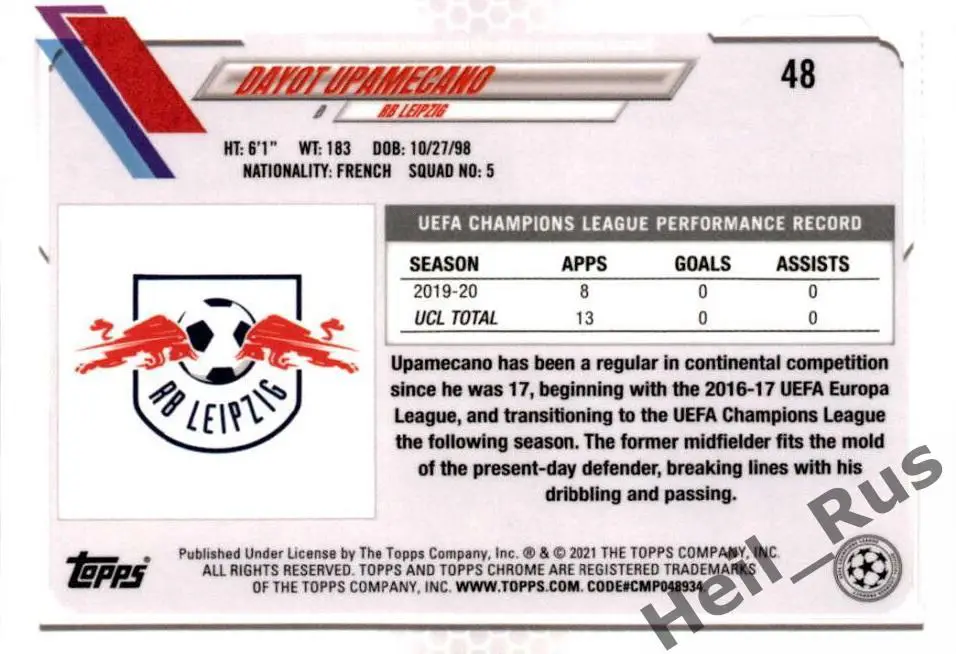 DAYOT UPAMECANO
48
D
RB LEIPZIG
HT: 6'1" WT: 183 DOB: 10/27/98
NATIONALITY: FRENCH SQUAD NO: 5
UEFA CHAMPIONS LEAGUE PERFORMANCE RECORD
SEASON APPS GOALS ASSISTS
2019-20 8 0 0
UCL TOTAL 13 0 0
RB LEIPZIG
Upamecano has been a regular in continental competition
since he was 17, beginning with the 2016-17 UEFA Europa
League, and transitioning to the UEFA Champions League
the following season. The former midfielder fits the mold
of the present-day defender, breaking lines with his
dribbling and passing.
Topps
Published Under License by The Topps Company, Inc. ® & © 2021 THE TOPPS COMPANY, INC.
ALL RIGHTS RESERVED. TOPPS AND TOPPS CHROME ARE REGISTERED TRADEMARKS
OF THE TOPPS COMPANY, INC. WWW.TOPPS.COM. CODE#CMP048934.
Heil_Rus